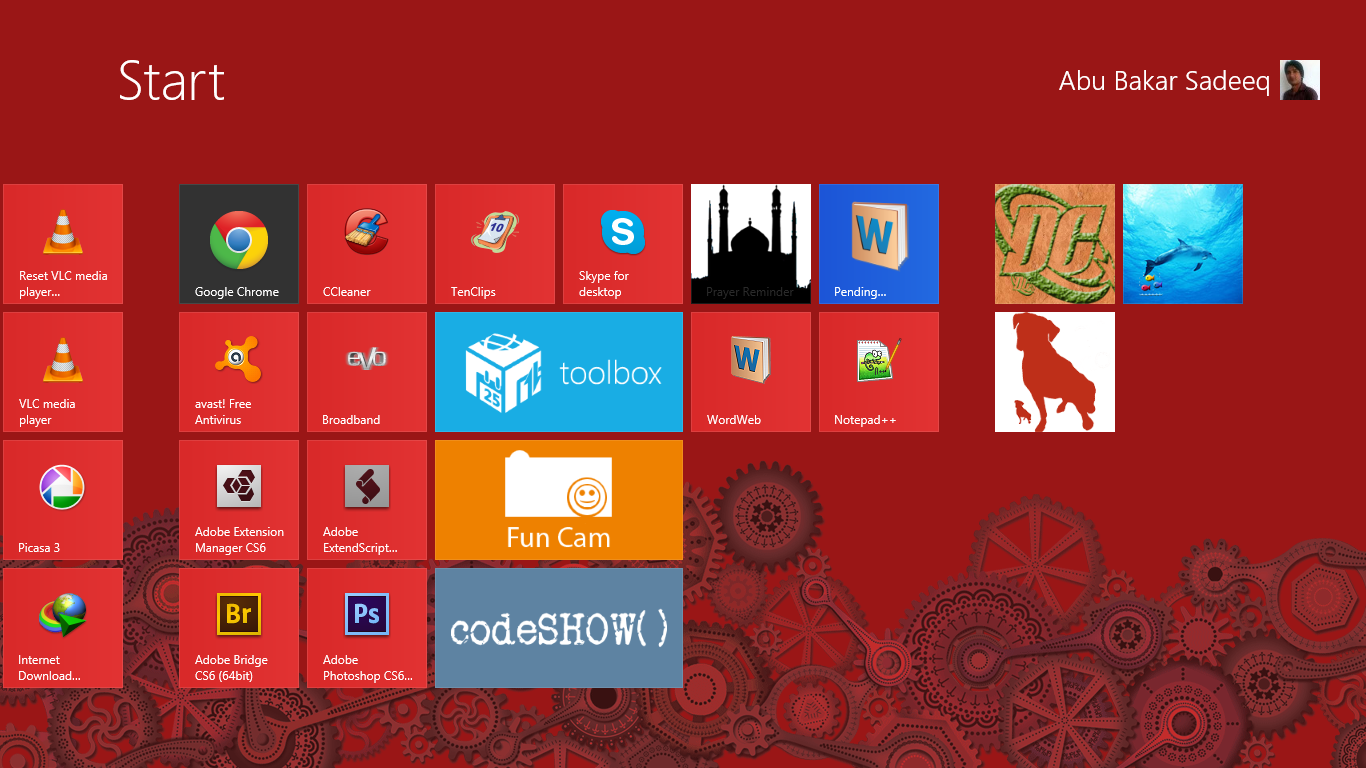 Start
Abu Bakar Sadeeq
Reset VLC media
player...
Google Chrome
CCleaner
10
TenClips
S
Skype for
desktop
Prayer Reminder
W
Pending...
VLC media
player
a
avast! Free
Antivirus
evo
Broadband
25
toolbox
W
WordWeb
Notepad++
Picasa 3
Adobe Extension
Manager CS6
Adobe
ExtendScript...
Fun Cam
Internet
Download...
Br
Adobe Bridge
CS6 (64bit)
Ps
Adobe
Photoshop CS6...
codeSHOW()